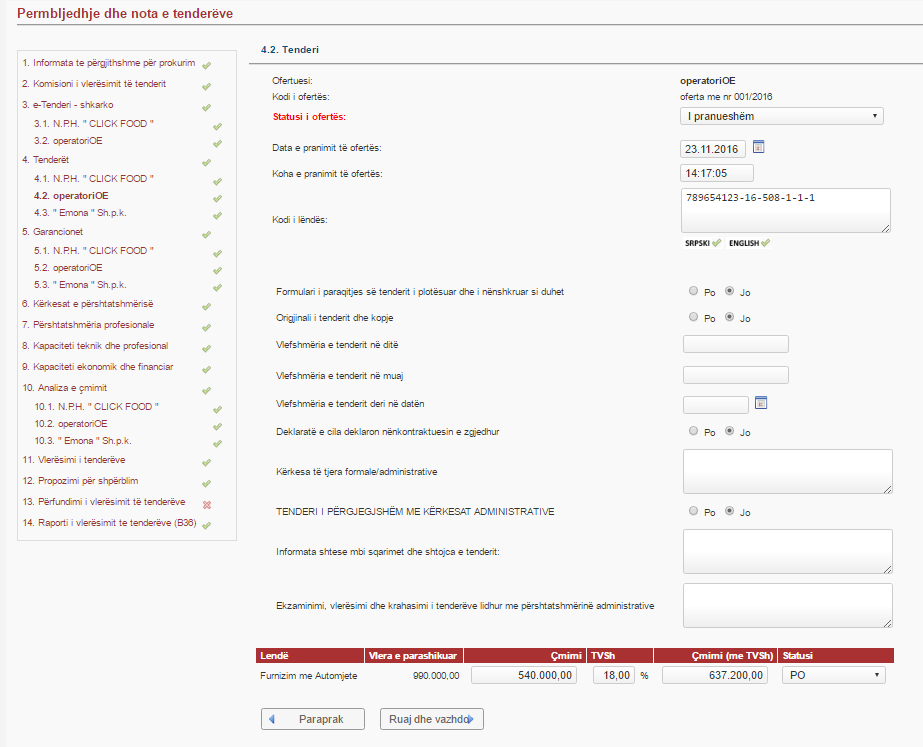 Permbljedhje dhe nota e tenderëve
1. Informata te përgjithshme për prokurim
2. Komisioni i vlerësimit të tenderit
3. e-Tenderi - shkarko
3.1. N.P.H. " CLICK FOOD "
3.2. operatoriOE
4. Tenderët
4.1. N.P.H. " CLICK FOOD "
4.2. operatoriOE
4.3. " Emona " Sh.p.k.
5. Garancionet
5.1. N.P.H. " CLICK FOOD "
5.2. operatoriOE
5.3. " Emona " Sh.p.k.
6. Kërkesat e përshtatshmërisë
7. Përshtatshmëria profesionale
8. Kapaciteti teknik dhe profesional
9. Kapaciteti ekonomik dhe financiar
10. Analiza e çmimit
10.1. N.P.H. " CLICK FOOD "
10.2. operatoriOE
10.3. " Emona " Sh.p.k.
11. Vlerësimi i tenderëve
12. Propozimi për shpërblim
13. Përfundimi i vlerësimit të tenderëve
14. Raporti i vlerësimit te tenderëve (B36)
4.2. Tenderi
Ofertuesi: operatoriOE
Kodi i ofertës: oferta me nr 001/2016
Statusi i ofertës: I pranueshëm
Data e pranimit të ofertës: 23.11.2016
Koha e pranimit të ofertës: 14:17:05
Kodi i lëndës: 789654123-16-508-1-1-1
SRPSKI ENGLISH
Formulari i paraqitjes së tenderit i plotësuar dhe i nënshkruar si duhet Po Jo
Origjinali i tenderit dhe kopje Po Jo
Vlefshmëria e tenderit në ditë
Vlefshmëria e tenderit në muaj
Vlefshmëria e tenderit deri në datën
Deklaratë e cila deklaron nënkontraktuesin e zgjedhur Po Jo
Kërkesa të tjera formale/administrative
TENDERI I PËRGJEGJSHËM ME KËRKESAT ADMINISTRATIVE Po Jo
Informata shtese mbi sqarimet dhe shtojca e tenderit:
Ekzaminimi, vlerësimi dhe krahasimi i tenderëve lidhur me përshtatshmërinë administrative
Lendë Vlera e parashikuar Çmimi TVSh Çmimi (me TVSh) Statusi
Furnizim me Automjete 990.000,00 540.000,00 18,00 % 637.200,00 PO
Paraprak Ruaj dhe vazhdo